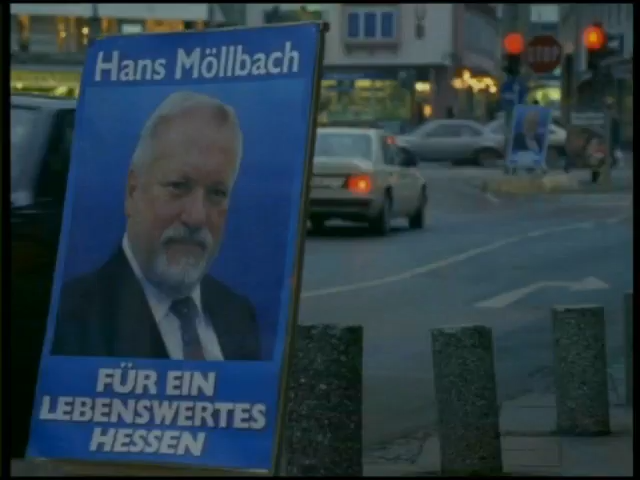 Hans Möllbach
FÜR EIN
LEBENSWERTES
HESSEN
STOP